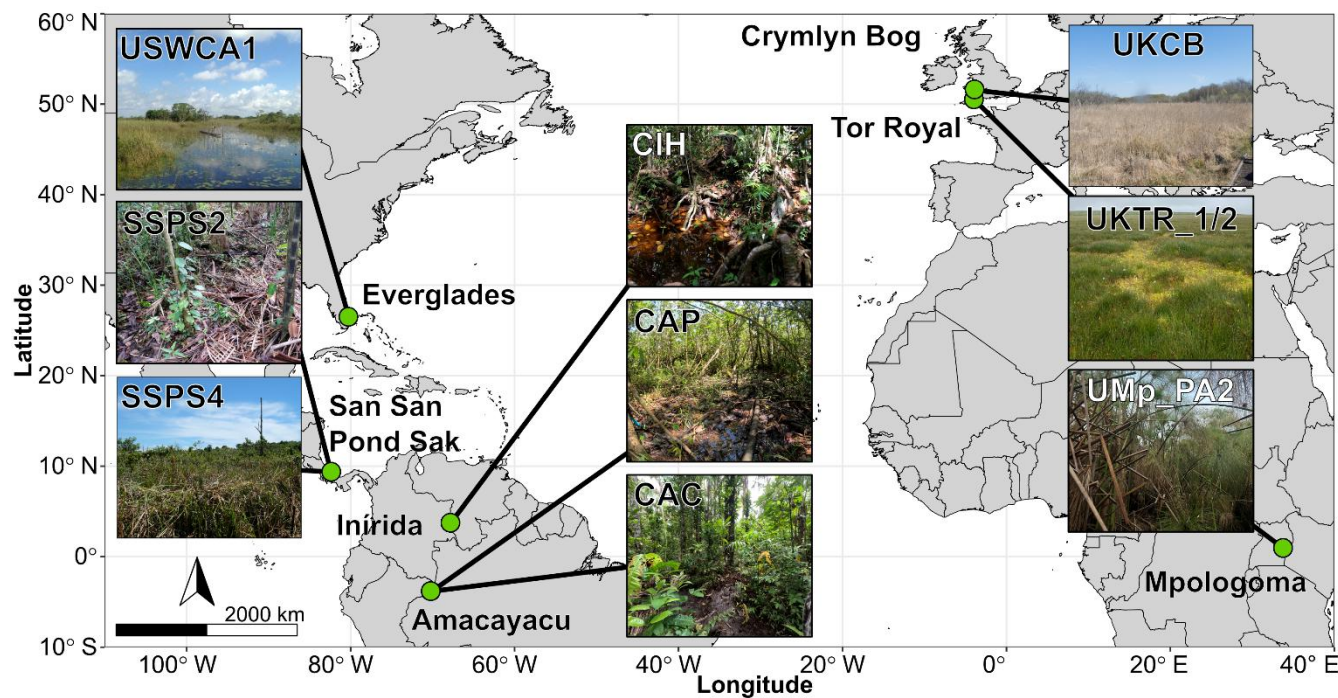 60° N
50° N
40° N
30° N
20° N
10° N
0°
10° S
Latitude
USWCA1
SSPS2
SSPS4
Everglades
San San
Pond Sak
Inírida
Amacayacu
2000 km
CIH
CAP
CAC
Crymlyn Bog
Tor Royal
UKCB
UKTR_1/2
UMp_PA2
Mpologoma
100° W
80° W
60° W
40° W
20° W
0°
20° E
40° E
Longitude